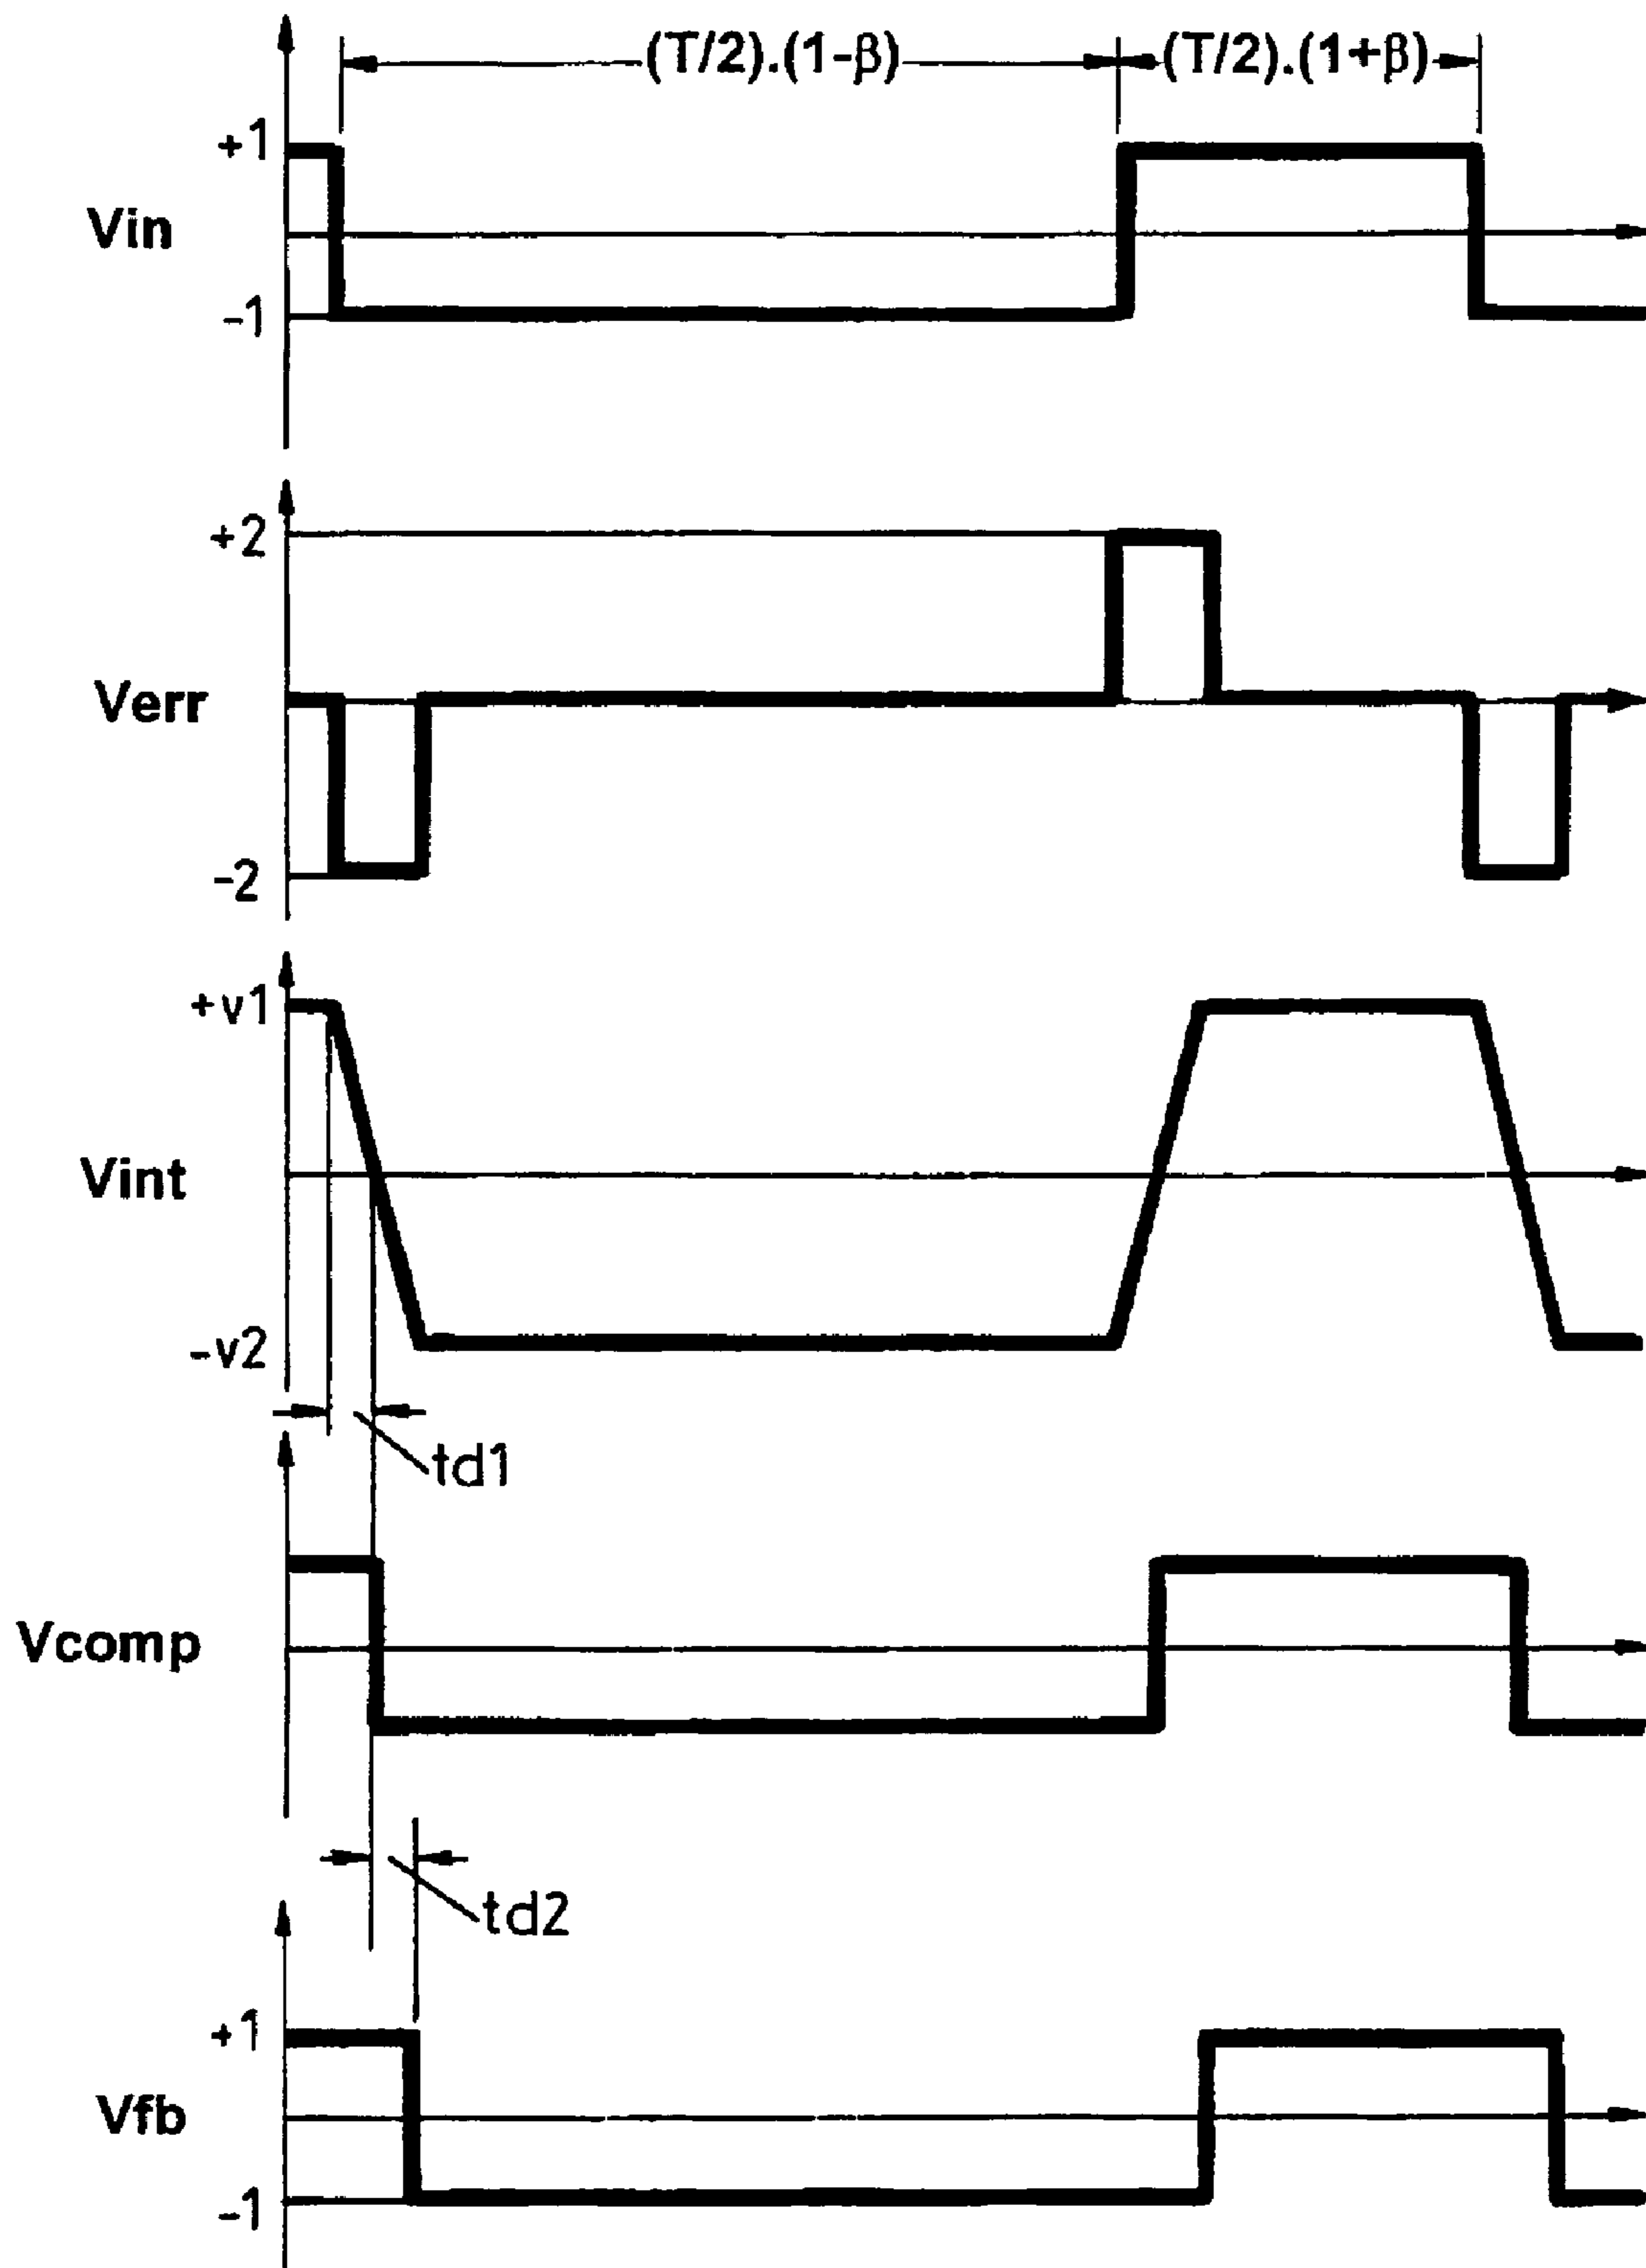 (T/2).(1-β) (T/2).(1+β)
+1
Vin
-1
+2
Verr
-2
+v1
Vint
-v2
td1
Vcomp
td2
+1
Vfb
-1